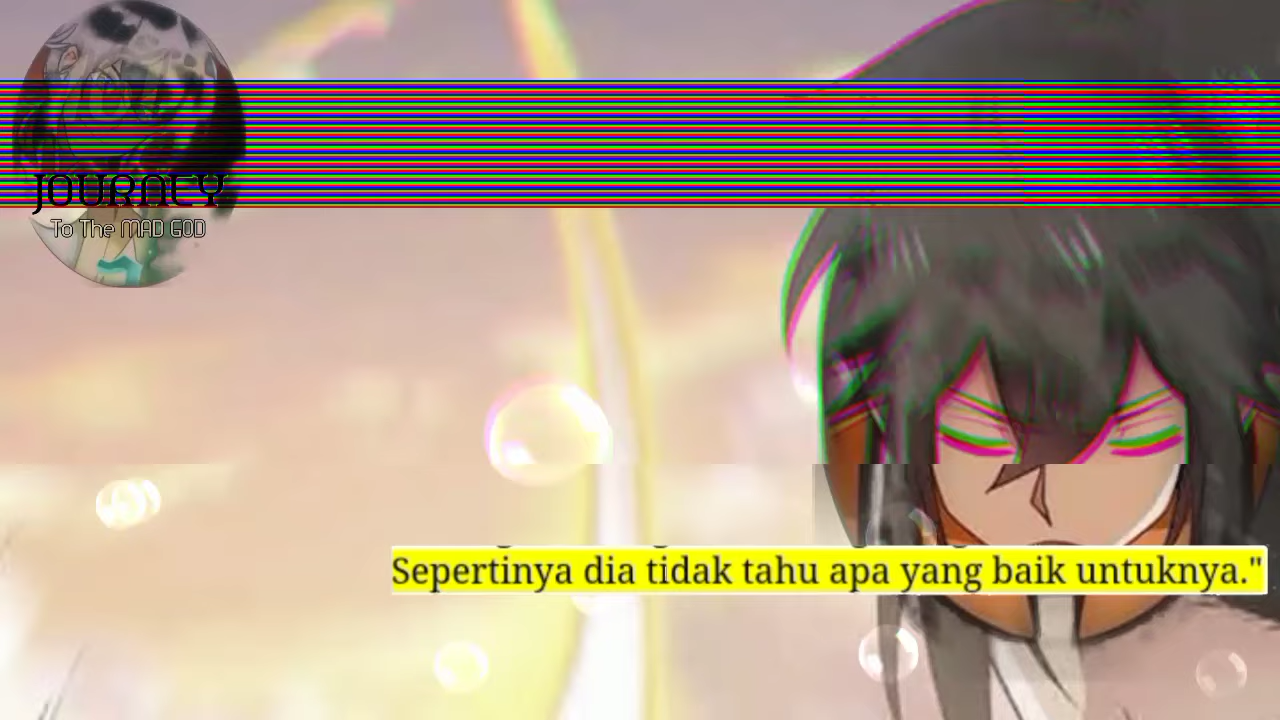 JOURNEY
To The MAD GOD
Sepertinya dia tidak tahu apa yang baik untuknya."